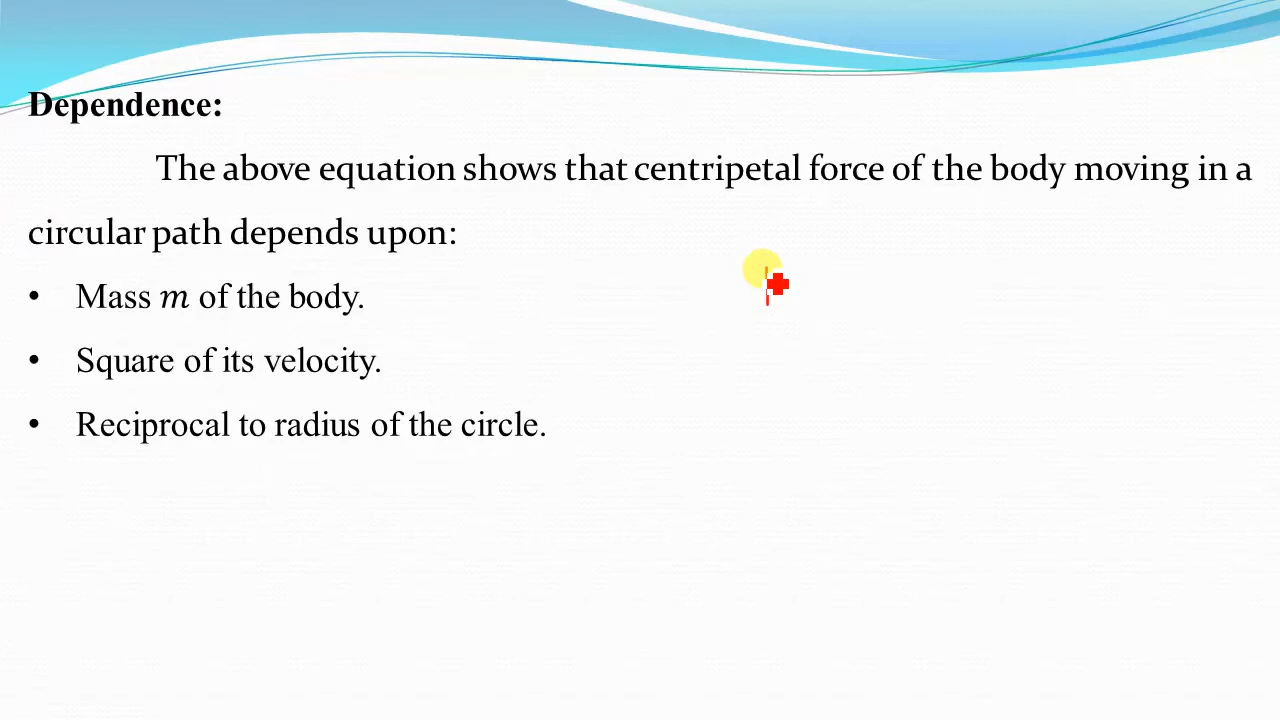 Dependence:
The above equation shows that centripetal force of the body moving in a
circular path depends upon:
• Mass 𝑚 of the body.
• Square of its velocity.
• Reciprocal to radius of the circle.